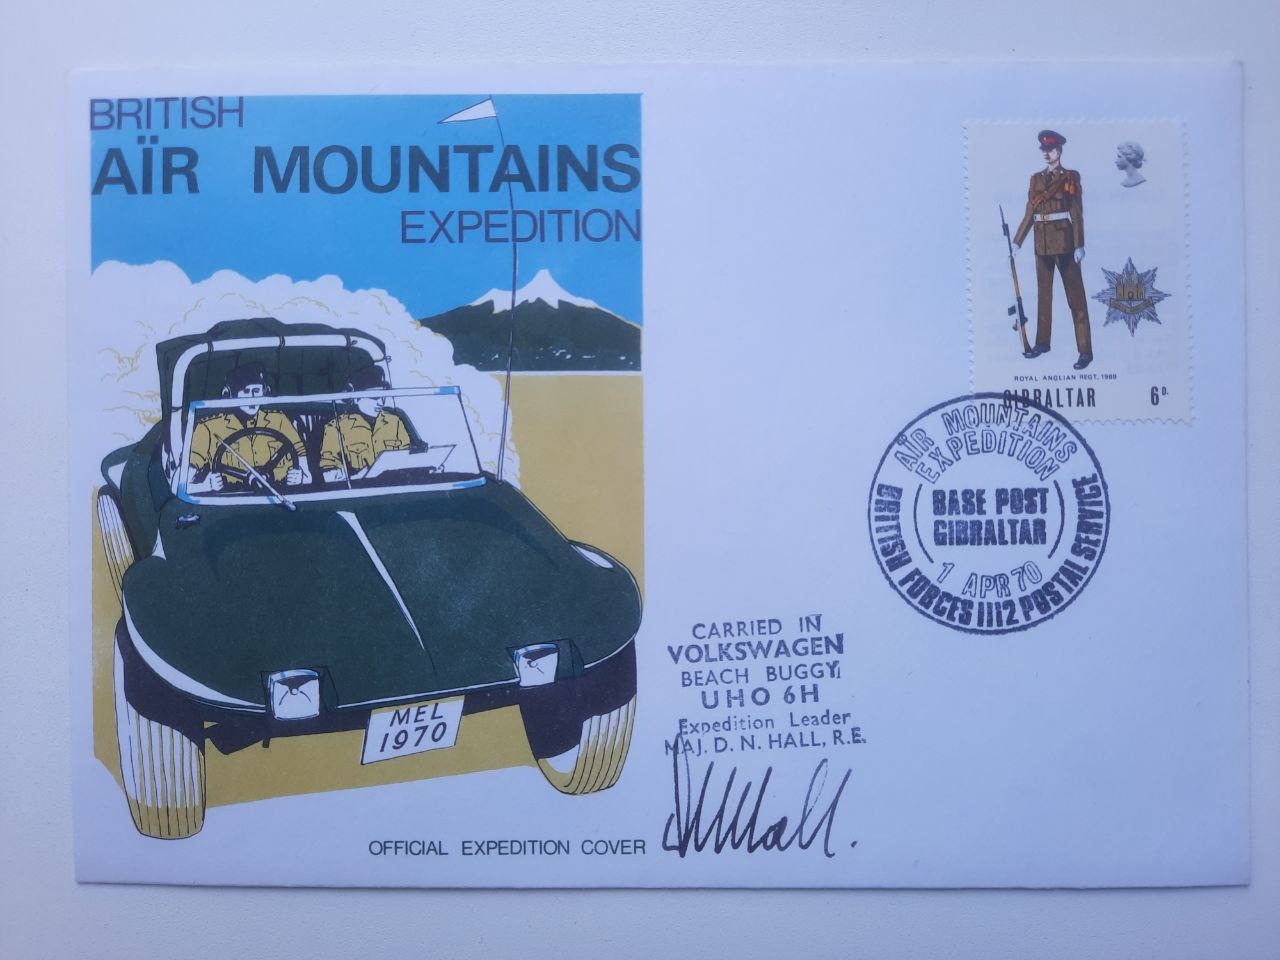 BRITISH
AÏR MOUNTAINS
EXPEDITION
MEL
1970
OFFICIAL EXPEDITION COVER
ROYAL ANGLIAN REGT. 1969
GIBRALTAR 6D.
AÏR MOUNTAINS
EXPEDITION
BASE POST
GIBRALTAR
1 APR 70
BRITISH FORCES 1112 POSTAL SERVICE
CARRIED IN
VOLKSWAGEN
BEACH BUGGY,
UHO 6H
Expedition Leader
MAJ. D. N. HALL, R.E.
DNHall.